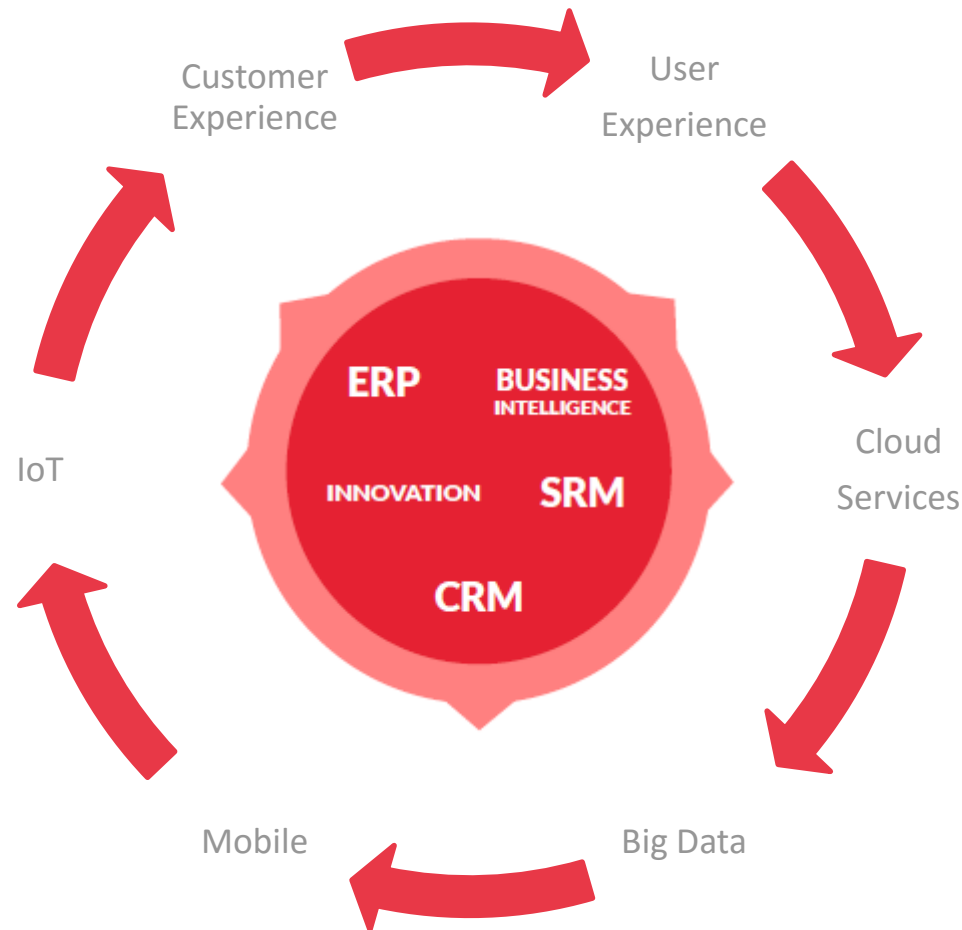 Customer
Experience
User
Experience
ERP
BUSINESS
INTELLIGENCE
IoT
Cloud
Services
INNOVATION
SRM
CRM
Mobile
Big Data